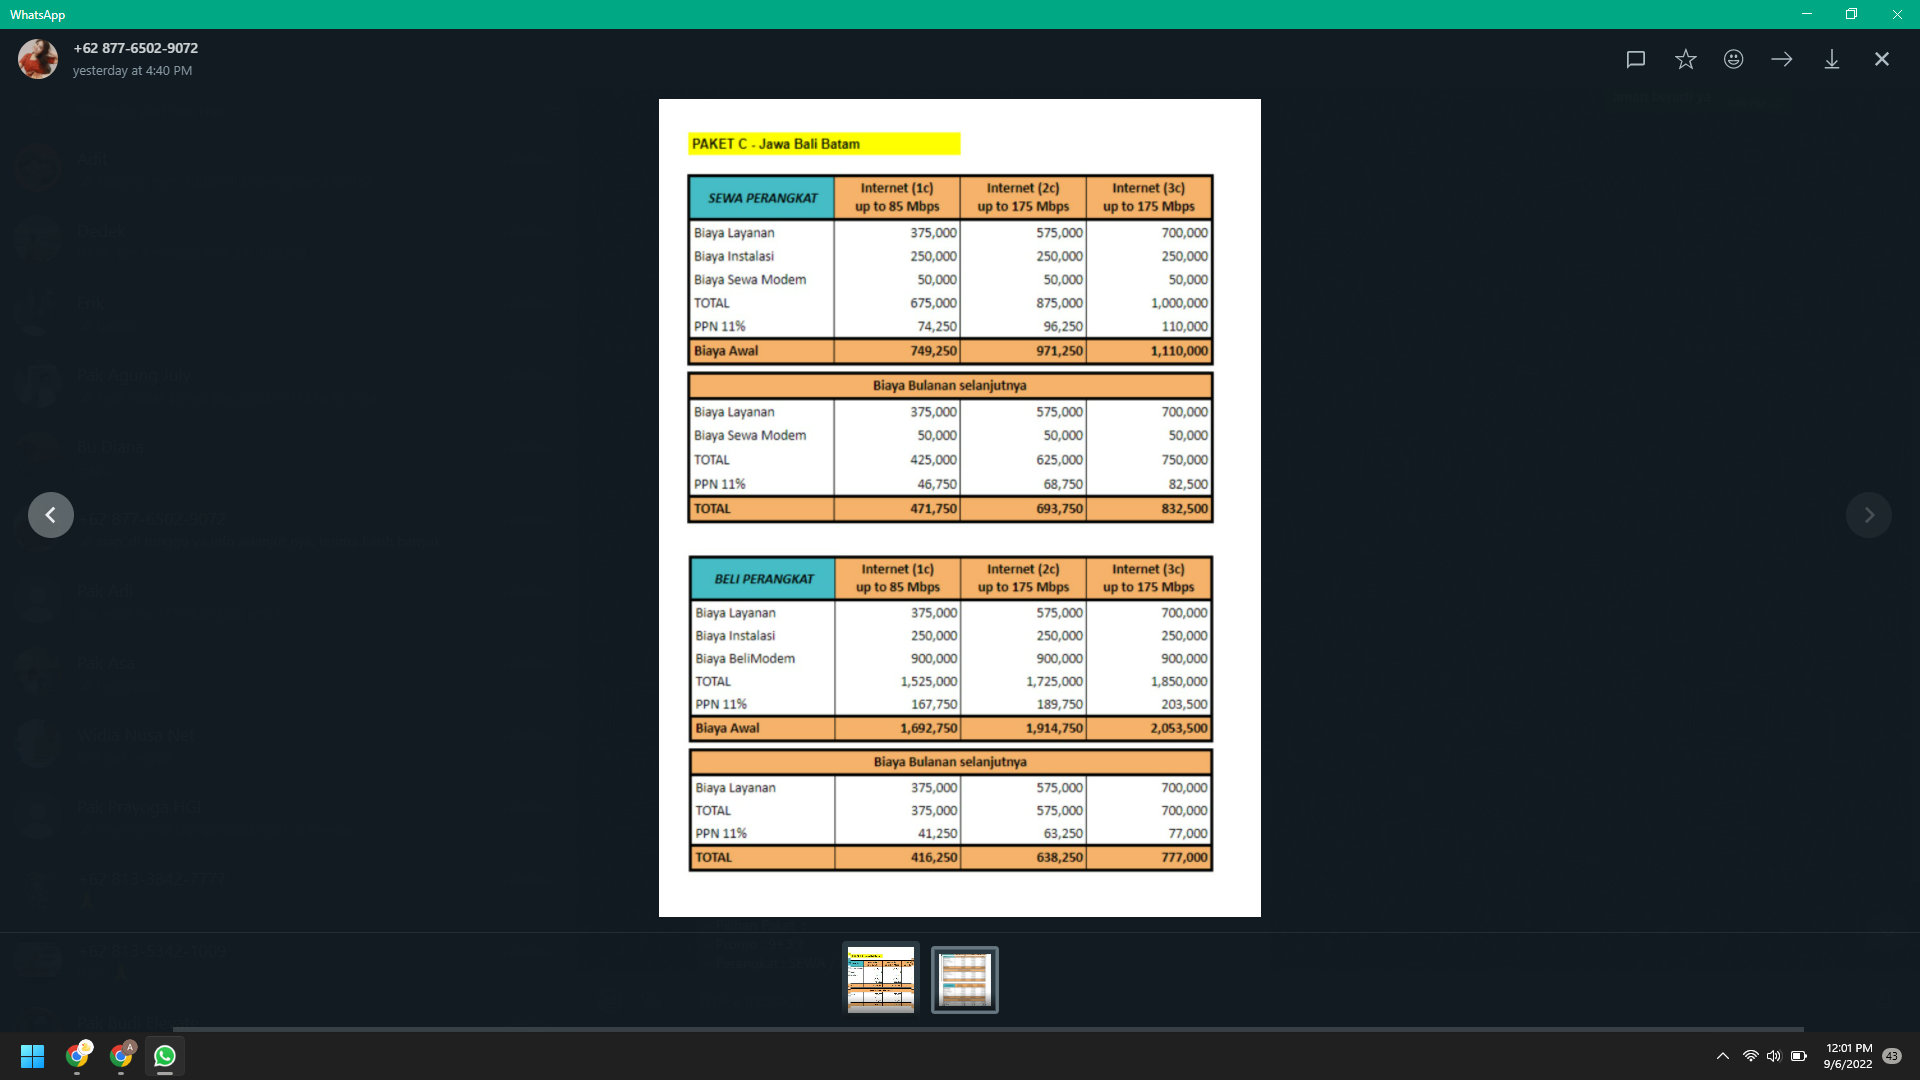 WhatsApp
+62 877-6502-9072
yesterday at 4:40 PM
PAKET C - Jawa Bali Batam
SEWA PERANGKAT Internet (1c) up to 85 Mbps Internet (2c) up to 175 Mbps Internet (3c) up to 175 Mbps
Biaya Layanan 375,000 575,000 700,000
Biaya Instalasi 250,000 250,000 250,000
Biaya Sewa Modem 50,000 50,000 50,000
TOTAL 675,000 875,000 1,000,000
PPN 11% 74,250 96,250 110,000
Biaya Awal 749,250 971,250 1,110,000
Biaya Bulanan selanjutnya
Biaya Layanan 375,000 575,000 700,000
Biaya Sewa Modem 50,000 50,000 50,000
TOTAL 425,000 625,000 750,000
PPN 11% 46,750 68,750 82,500
TOTAL 471,750 693,750 832,500
BELI PERANGKAT Internet (1c) up to 85 Mbps Internet (2c) up to 175 Mbps Internet (3c) up to 175 Mbps
Biaya Layanan 375,000 575,000 700,000
Biaya Instalasi 250,000 250,000 250,000
Biaya BeliModem 900,000 900,000 900,000
TOTAL 1,525,000 1,725,000 1,850,000
PPN 11% 167,750 189,750 203,500
Biaya Awal 1,692,750 1,914,750 2,053,500
Biaya Bulanan selanjutnya
Biaya Layanan 375,000 575,000 700,000
TOTAL 375,000 575,000 700,000
PPN 11% 41,250 63,250 77,000
TOTAL 416,250 638,250 777,000
Pak Agung July
Pak Adi
A
12:01 PM
9/6/2022
43